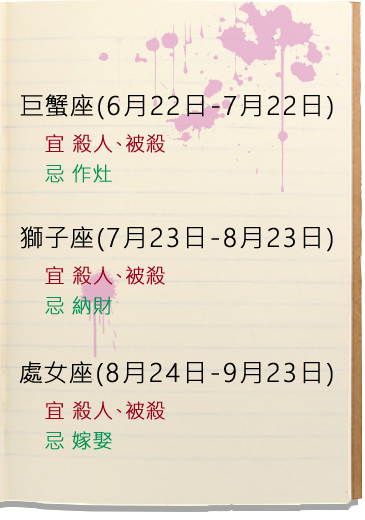 巨蟹座(6月22日-7月22日)
宜 殺人、被殺
忌 作灶
獅子座(7月23日-8月23日)
宜 殺人、被殺
忌 納財
處女座(8月24日-9月23日)
宜 殺人、被殺
忌 嫁娶